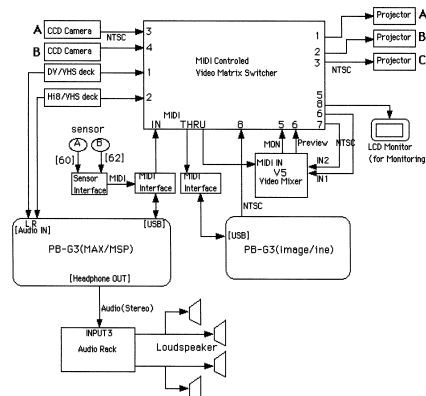 A CCD Camera
NTSC
B CCD Camera
DV/VHS deck
Hi8/VHS deck
3
4
1
2
MIDI Controled
Video Matrix Switcher
1
2
3
NTSC
Projector A
Projector B
Projector C
5
8
6
7
NTSC
LCD Monitor
(for Monitoring
MIDI
IN THRU 8 5 6
MON Preview
sensor
A B
[60] [62]
Sensor
Interface
MIDI
MIDI
Interface
MIDI
Interface
MIDI IN
V5
Video Mixer
IN2
IN1
NTSC
L R
[Audio IN]
[USB]
PB-G3(MAX/MSP)
[Headphone OUT]
[USB]
PB-G3(Image/ine)
Audio(Stereo)
INPUT3
Audio Rack
Loudspeaker